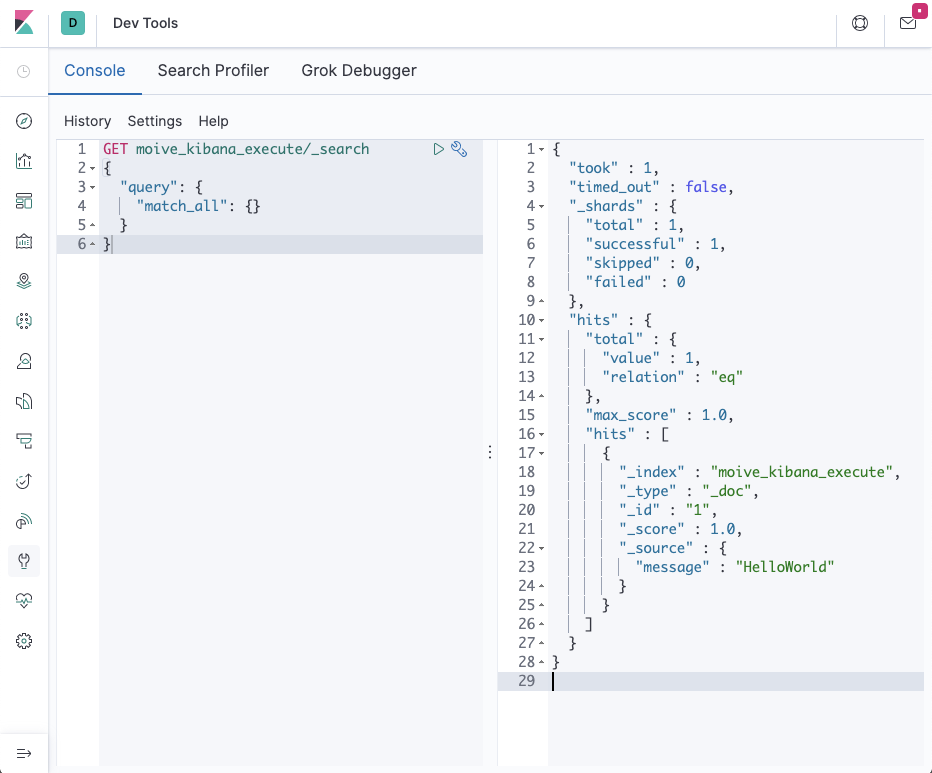 D Dev Tools
Console Search Profiler Grok Debugger
History Settings Help
1 GET moive_kibana_execute/_search
2 {
3 "query": {
4 "match_all": {}
5 }
6 }
1 {
2 "took" : 1,
3 "timed_out" : false,
4 "_shards" : {
5 "total" : 1,
6 "successful" : 1,
7 "skipped" : 0,
8 "failed" : 0
9 },
10 "hits" : {
11 "total" : {
12 "value" : 1,
13 "relation" : "eq"
14 },
15 "max_score" : 1.0,
16 "hits" : [
17 {
18 "_index" : "moive_kibana_execute",
19 "_type" : "_doc",
20 "_id" : "1",
21 "_score" : 1.0,
22 "_source" : {
23 "message" : "HelloWorld"
24 }
25 }
26 ]
27 }
28 }
29